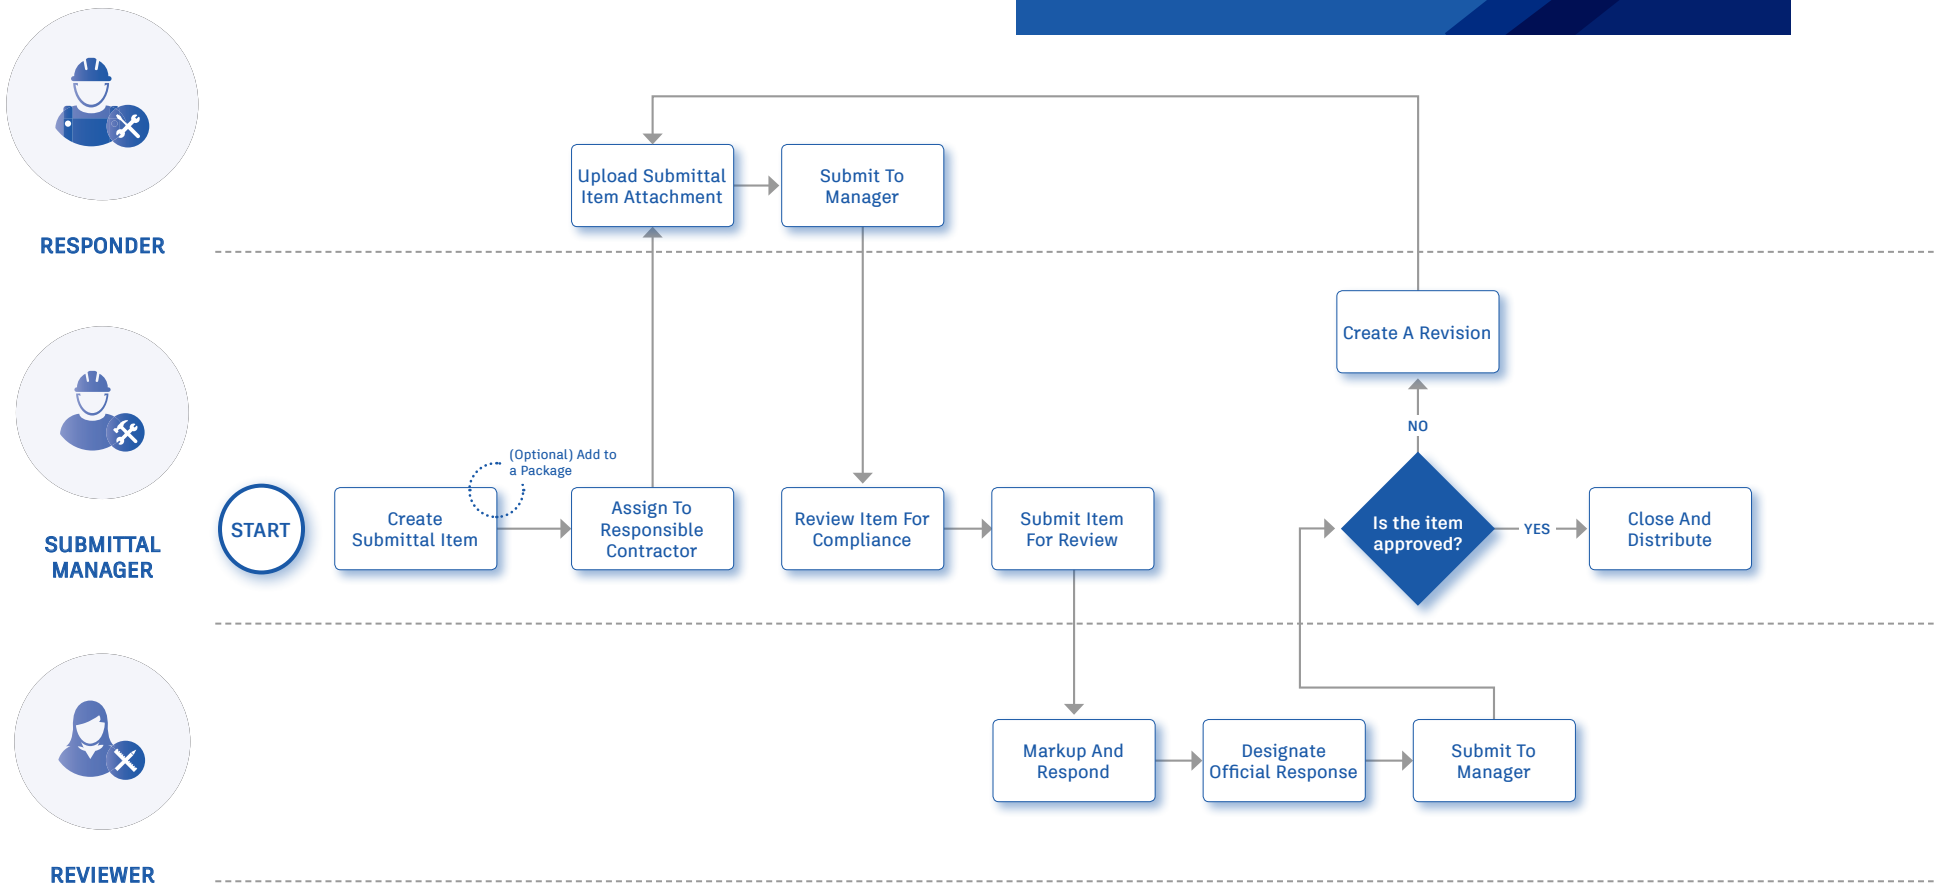 Upload Submittal
Item Attachment
Submit To
Manager
RESPONDER
Create A Revision
NO
(Optional) Add to
a Package
START
Create
Submittal Item
Assign To
Responsible
Contractor
Review Item For
Compliance
Submit Item
For Review
Is the item
approved?
YES
Close And
Distribute
SUBMITTAL
MANAGER
Markup And
Respond
Designate
Official Response
Submit To
Manager
REVIEWER